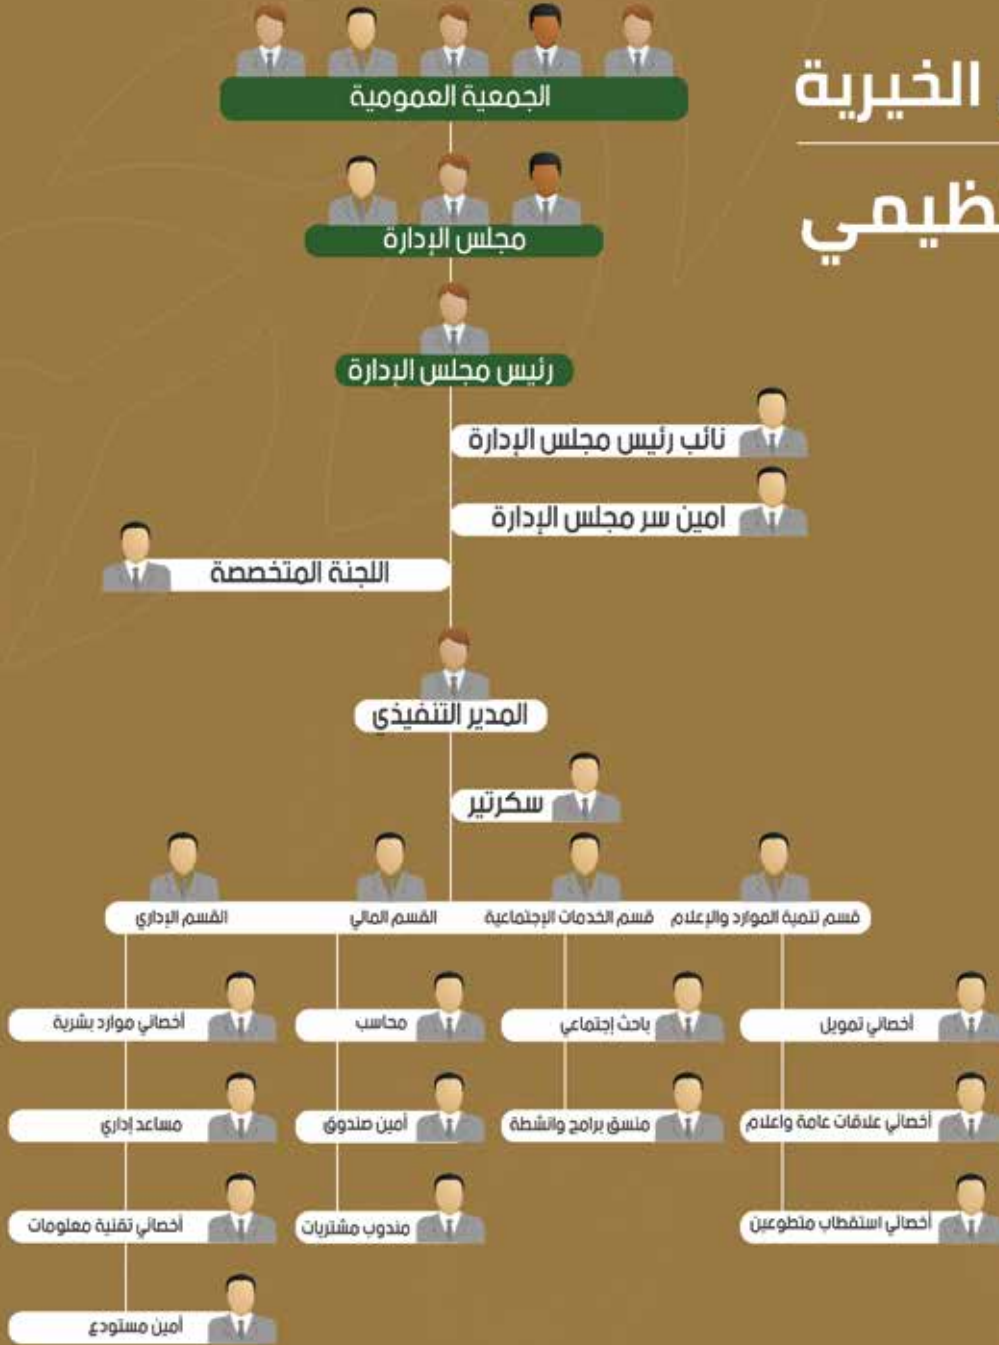 الخيرية
ظيمي
الجمعية العمومية
مجلس الإدارة
رئيس مجلس الإدارة
نائب رئيس مجلس الإدارة
امين سر مجلس الإدارة
اللجنة المتخصصة
المدير التنفيذي
سكرتير
قسم تنمية الموارد والإعلام
قسم الخدمات الإجتماعية
القسم المالي
القسم الإداري
أخصائي تمويل
باحث إجتماعي
محاسب
أخصائي موارد بشرية
أخصائي علاقات عامة واعلام
منسق برامج وانشطة
أمين صندوق
مساعد إداري
أخصائي استقطاب متطوعين
مندوب مشتريات
أخصائي تقنية معلومات
أمين مستودع